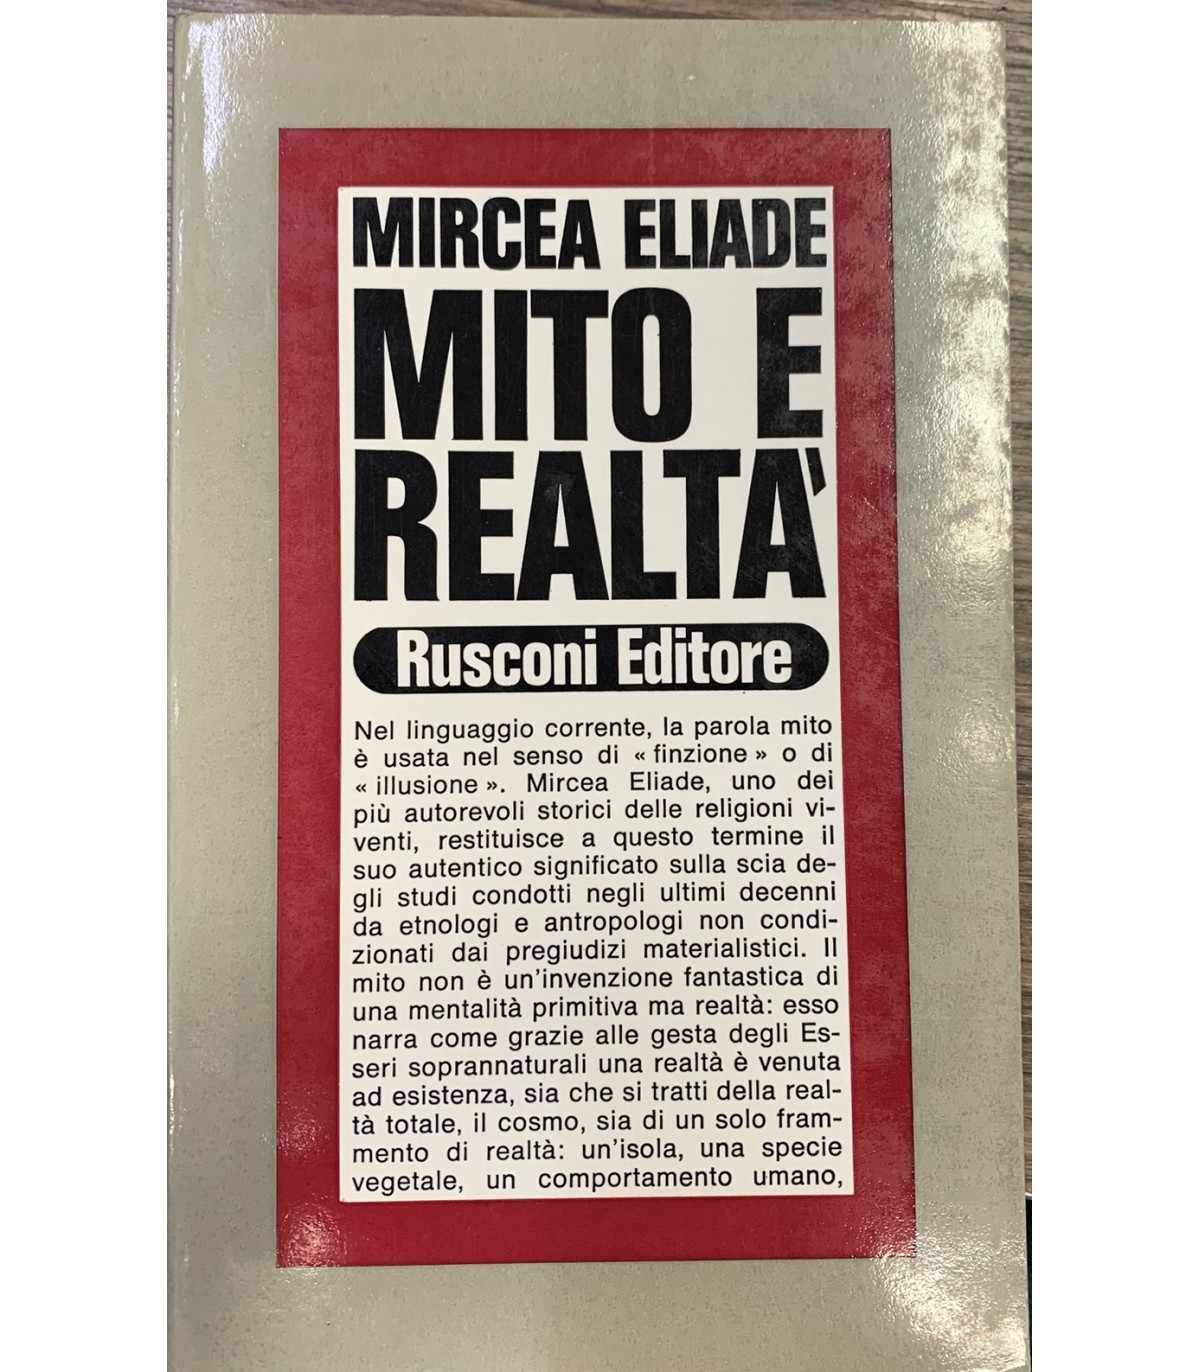 MIRCEA ELIADE
MITO E
REALTA'
Rusconi Editore
Nel linguaggio corrente, la parola mito
è usata nel senso di « finzione » o di
« illusione ». Mircea Eliade, uno dei
più autorevoli storici delle religioni vi-
venti, restituisce a questo termine il
suo autentico significato sulla scia de-
gli studi condotti negli ultimi decenni
da etnologi e antropologi non condi-
zionati dai pregiudizi materialistici. Il
mito non è un'invenzione fantastica di
una mentalità primitiva ma realtà: esso
narra come grazie alle gesta degli Es-
seri soprannaturali una realtà è venuta
ad esistenza, sia che si tratti della real-
tà totale, il cosmo, sia di un solo fram-
mento di realtà: un'isola, una specie
vegetale, un comportamento umano,